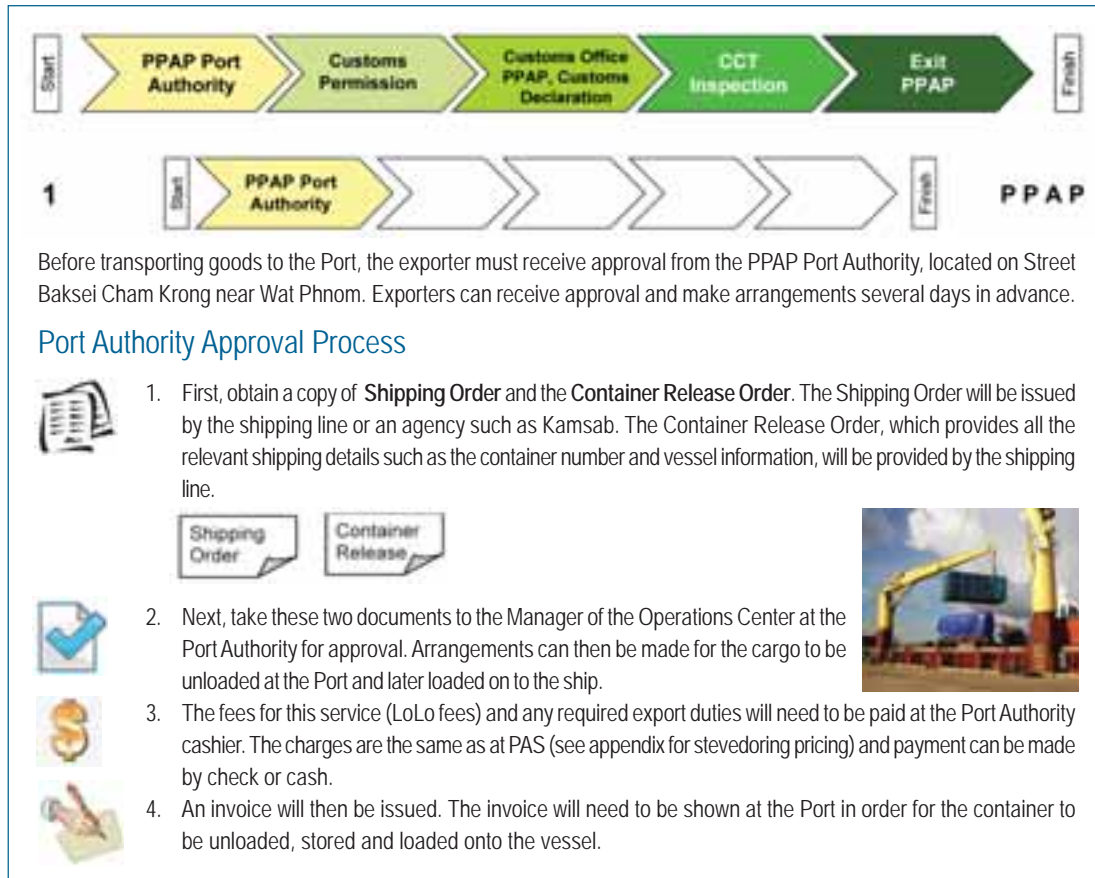 Start
PPAP Port
Authority
Customs
Permission
Customs Office
PPAP, Customs
Declaration
CCT
Inspection
Exit
PPAP
Finish
1
Start
PPAP Port
Authority
Finish
PPAP
Before transporting goods to the Port, the exporter must receive approval from the PPAP Port Authority, located on Street
Baksei Cham Krong near Wat Phnom. Exporters can receive approval and make arrangements several days in advance.
Port Authority Approval Process
1. First, obtain a copy of Shipping Order and the Container Release Order. The Shipping Order will be issued
by the shipping line or an agency such as Kamsab. The Container Release Order, which provides all the
relevant shipping details such as the container number and vessel information, will be provided by the shipping
line.
Shipping
Order
Container
Release
2. Next, take these two documents to the Manager of the Operations Center at the
Port Authority for approval. Arrangements can then be made for the cargo to be
unloaded at the Port and later loaded on to the ship.
3. The fees for this service (LoLo fees) and any required export duties will need to be paid at the Port Authority
cashier. The charges are the same as at PAS (see appendix for stevedoring pricing) and payment can be made
by check or cash.
4. An invoice will then be issued. The invoice will need to be shown at the Port in order for the container to
be unloaded, stored and loaded onto the vessel.